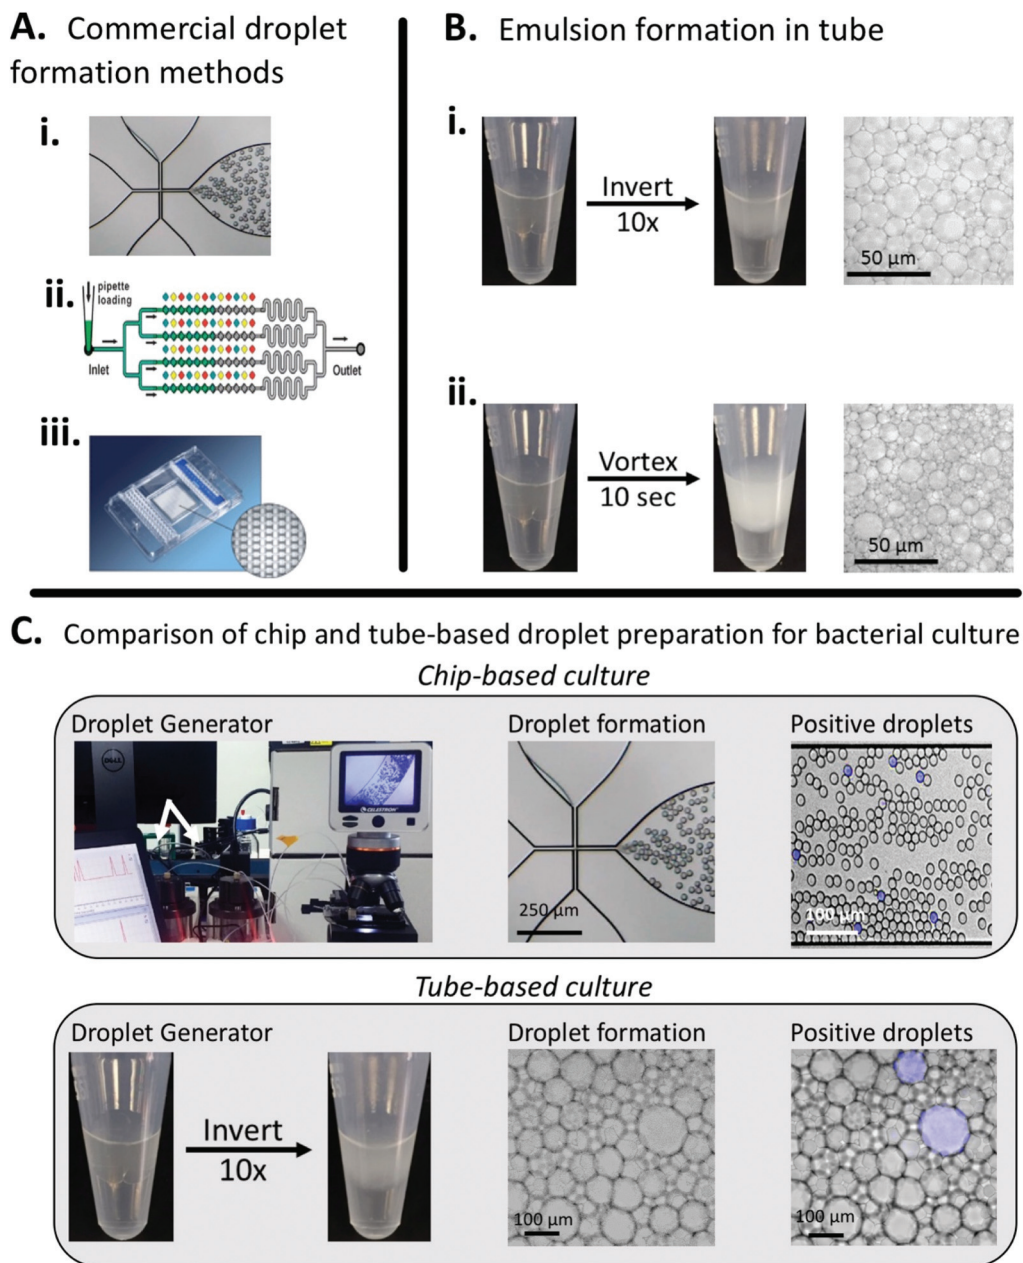 A. Commercial droplet
formation methods
i.
ii.
pipette
loading
Inlet
Outlet
iii.
B. Emulsion formation in tube
i.
Invert
10x
50 µm
ii.
Vortex
10 sec
50 µm
C. Comparison of chip and tube-based droplet preparation for bacterial culture
Chip-based culture
Droplet Generator
Droplet formation
Positive droplets
DELL
CELESTRON
250 µm
100 µm
Tube-based culture
Droplet Generator
Droplet formation
Positive droplets
Invert
10x
100 µm
100 µm